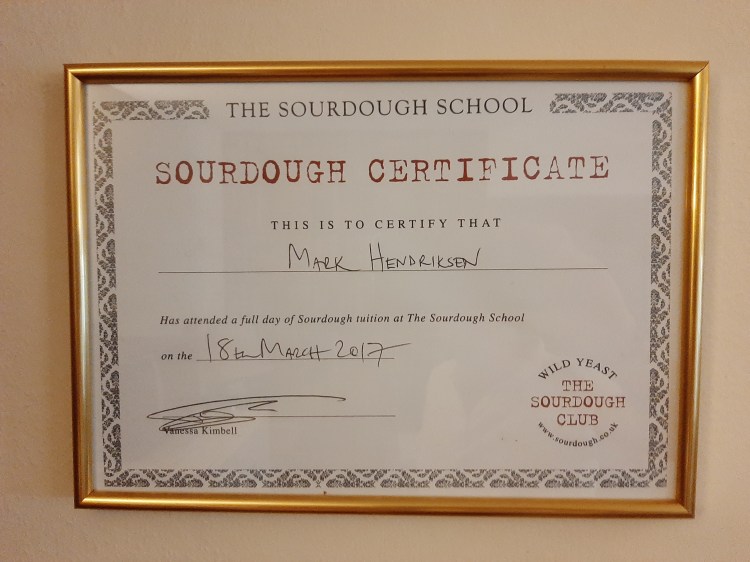 THE SOURDOUGH SCHOOL
SOURDOUGH CERTIFICATE
THIS IS TO CERTIFY THAT
MARK HENDRIKSEN
Has attended a full day of Sourdough tuition at The Sourdough School
on the 18th MARCH 2017
Vanessa Kimbell
WILD YEAST
THE
SOURDOUGH
CLUB
www.sourdough.co.uk